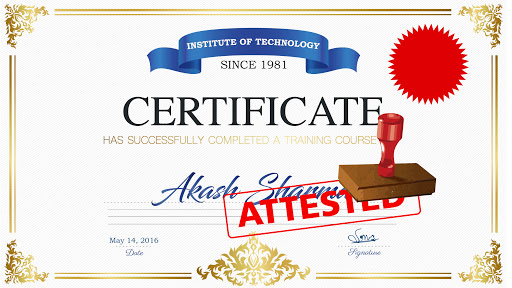 INSTITUTE OF TECHNOLOGY
SINCE 1981
CERTIFICATE
HAS SUCCESSFULLY COMPLETED A TRAINING COURSE
Akash Sharma
ATTESTED
May 14, 2016
Date
Signature